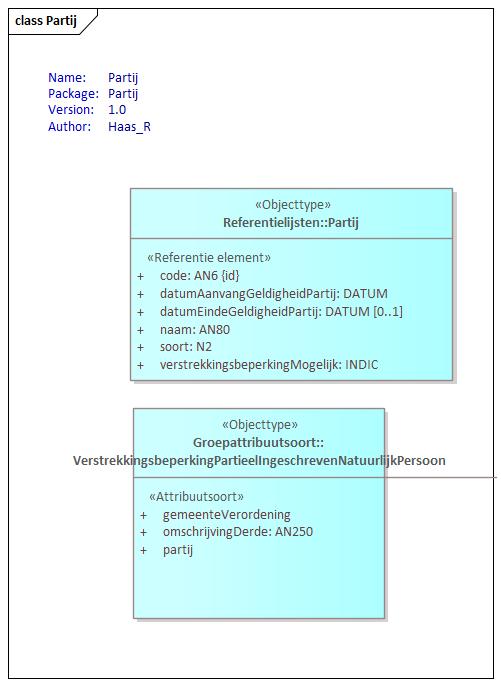 class Partij
Name: Partij
Package: Partij
Version: 1.0
Author: Haas_R
«Objecttype»
Referentielijsten::Partij
«Referentie element»
+ code: AN6 {id}
+ datumAanvangGeldigheidPartij: DATUM
+ datumEindeGeldigheidPartij: DATUM [0..1]
+ naam: AN80
+ soort: N2
+ verstrekkingsbeperkingMogelijk: INDIC
«Objecttype»
Groepattribuutsoort::
VerstrekkingsbeperkingPartieelIngeschrevenNatuurlijkPersoon
«Attribuutsoort»
+ gemeenteVerordening
+ omschrijvingDerde: AN250
+ partij